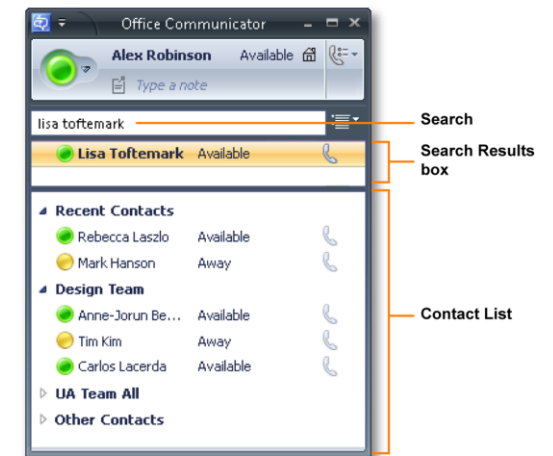 Office Communicator
Alex Robinson Available
Type a note
lisa toftemark
Search
Lisa Toftemark Available
Search Results
box
Recent Contacts
Rebecca Laszlo Available
Mark Hanson Away
Design Team
Anne-Jorun Be... Available
Contact List
Tim Kim Away
Carlos Lacerda Available
UA Team All
Other Contacts